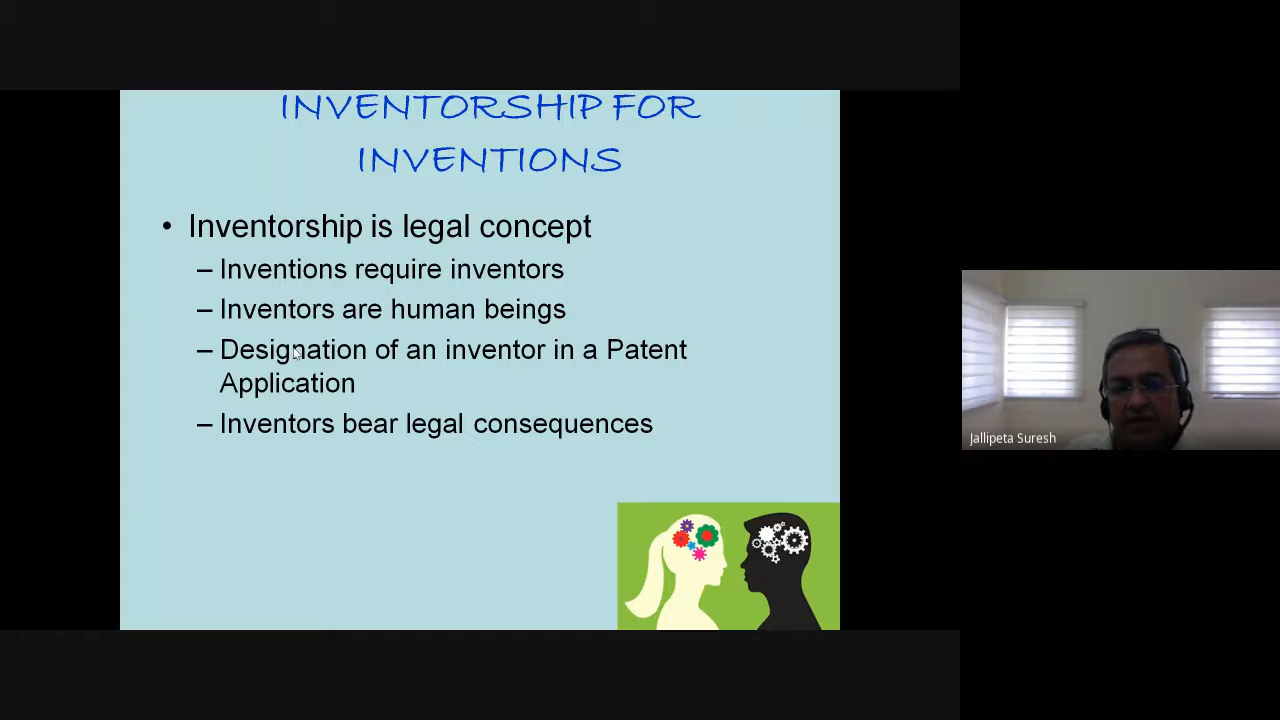 INVENTORSHIP FOR
INVENTIONS
• Inventorship is legal concept
– Inventions require inventors
– Inventors are human beings
– Designation of an inventor in a Patent
Application
– Inventors bear legal consequences
Jallipeta Suresh